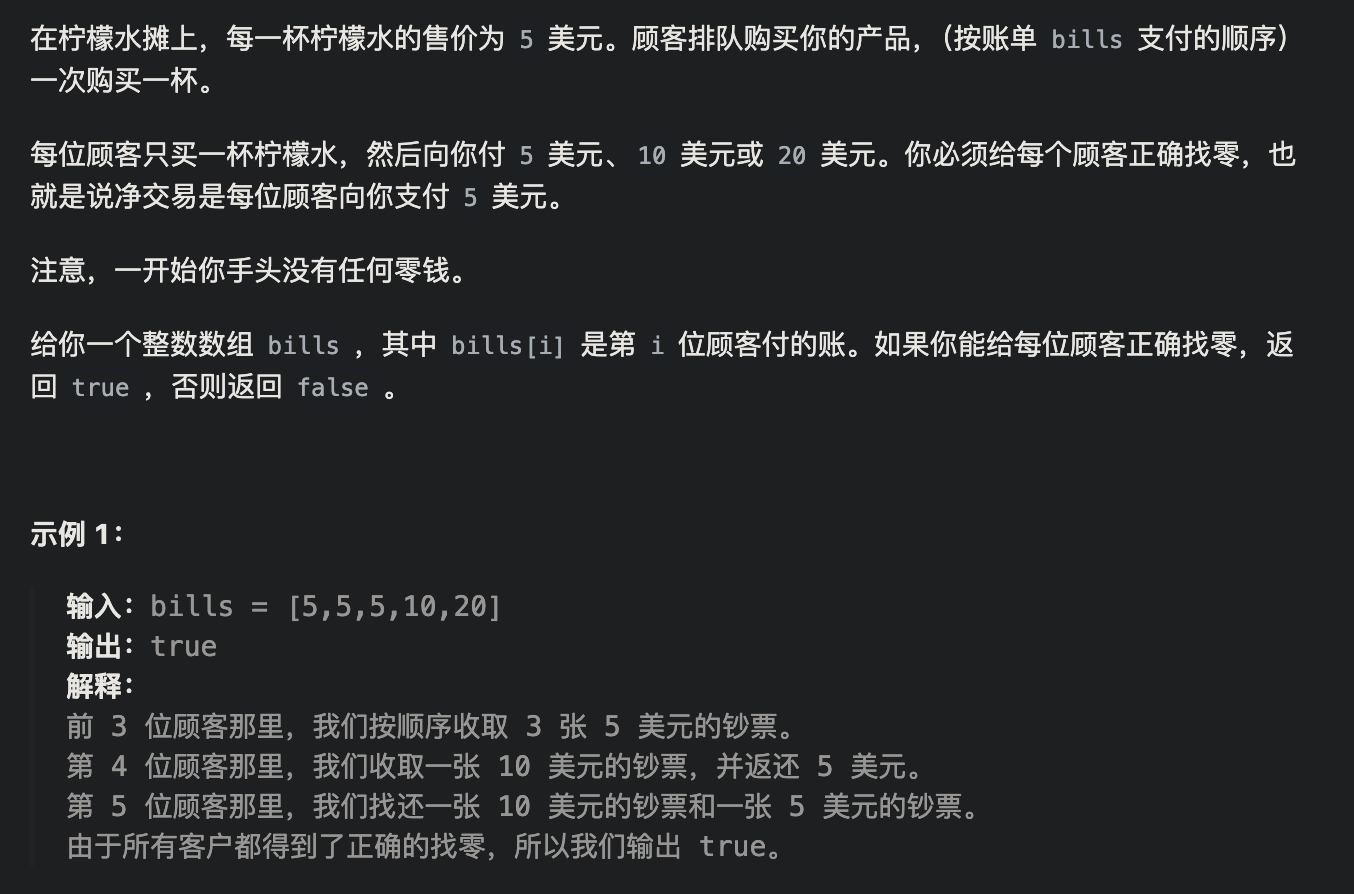 在柠檬水摊上，每一杯柠檬水的售价为 5 美元。顾客排队购买你的产品，（按账单 bills 支付的顺序）
一次购买一杯。
每位顾客只买一杯柠檬水，然后向你付 5 美元、10 美元或 20 美元。你必须给每个顾客正确找零，也
就是说净交易是每位顾客向你支付 5 美元。
注意，一开始你手头没有任何零钱。
给你一个整数数组 bills ，其中 bills[i] 是第 i 位顾客付的账。如果你能给每位顾客正确找零，返
回 true ，否则返回 false 。
示例 1：
输入：bills = [5,5,5,10,20]
输出：true
解释：
前 3 位顾客那里，我们按顺序收取 3 张 5 美元的钞票。
第 4 位顾客那里，我们收取一张 10 美元的钞票，并返还 5 美元。
第 5 位顾客那里，我们找还一张 10 美元的钞票和一张 5 美元的钞票。
由于所有客户都得到了正确的找零，所以我们输出 true。